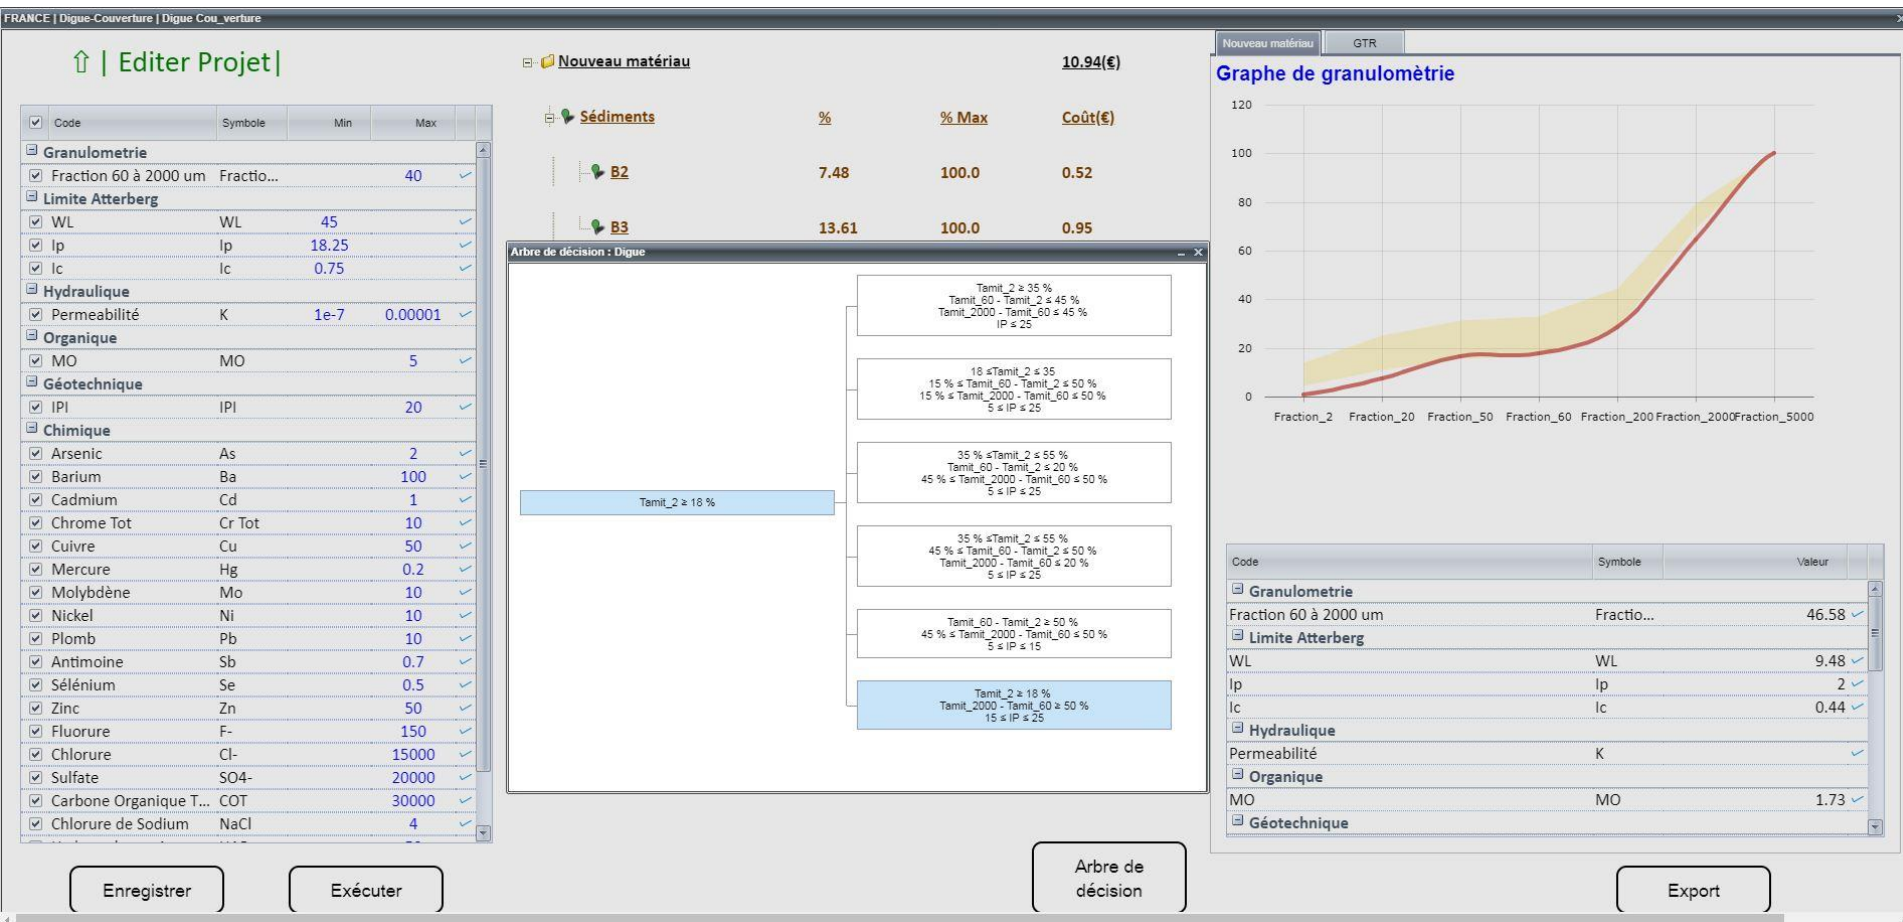 FRANCE | Digue-Couverture | Digue Cou_verture
⇧ | Editer Projet|
Code Symbole Min Max
Granulometrie
Fraction 60 à 2000 um Fractio... 40
Limite Atterberg
WL WL 45
Ip Ip 18.25
Ic Ic 0.75
Hydraulique
Permeabilité K 1e-7 0.00001
Organique
MO MO 5
Géotechnique
IPI IPI 20
Chimique
Arsenic As 2
Barium Ba 100
Cadmium Cd 1
Chrome Tot Cr Tot 10
Cuivre Cu 50
Mercure Hg 0.2
Molybdène Mo 10
Nickel Ni 10
Plomb Pb 10
Antimoine Sb 0.7
Sélénium Se 0.5
Zinc Zn 50
Fluorure F- 150
Chlorure Cl- 15000
Sulfate SO4- 20000
Carbone Organique T... COT 30000
Chlorure de Sodium NaCl 4
Enregistrer
Exécuter
Nouveau matériau 10.94(€)
Sédiments % % Max Coût(€)
B2 7.48 100.0 0.52
B3 13.61 100.0 0.95
Arbre de décision : Digue
Tamit_2 ≥ 18 %
Tamit_2 ≥ 35 %
Tamit_60 - Tamit_2 ≤ 45 %
Tamit_2000 - Tamit_60 ≤ 45 %
IP ≤ 25
18 ≤Tamit_2 ≤ 35
15 % ≤ Tamit_60 - Tamit_2 ≤ 50 %
15 % ≤ Tamit_2000 - Tamit_60 ≤ 50 %
5 ≤ IP ≤ 25
35 % ≤Tamit_2 ≤ 55 %
Tamit_60 - Tamit_2 ≤ 20 %
45 % ≤ Tamit_2000 - Tamit_60 ≤ 50 %
5 ≤ IP ≤ 25
35 % ≤Tamit_2 ≤ 55 %
45 % ≤ Tamit_60 - Tamit_2 ≤ 50 %
Tamit_2000 - Tamit_60 ≤ 20 %
5 ≤ IP ≤ 25
Tamit_60 - Tamit_2 ≥ 50 %
45 % ≤ Tamit_2000 - Tamit_60 ≤ 50 %
5 ≤ IP ≤ 15
Tamit_2 ≥ 18 %
Tamit_2000 - Tamit_60 ≥ 50 %
15 ≤ IP ≤ 25
Arbre de
décision
Nouveau matériau GTR
Graphe de granulomètrie
120
100
80
60
40
20
0
Fraction_2 Fraction_20 Fraction_50 Fraction_60 Fraction_200 Fraction_2000 Fraction_5000
Code Symbole Valeur
Granulometrie
Fraction 60 à 2000 um Fractio... 46.58
Limite Atterberg
WL WL 9.48
Ip Ip 2
Ic Ic 0.44
Hydraulique
Permeabilité K
Organique
MO MO 1.73
Géotechnique
Export